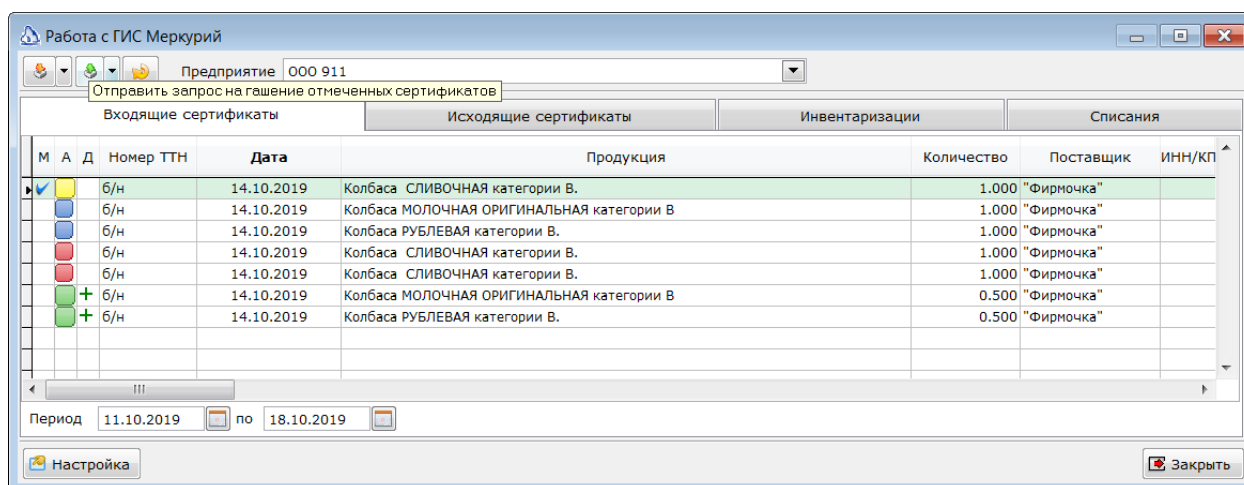 Работа с ГИС Меркурий
Предприятие ООО 911
Отправить запрос на гашение отмеченных сертификатов
Входящие сертификаты Исходящие сертификаты Инвентаризации Списания
М А Д Номер ТТН Дата Продукция Количество Поставщик ИНН/КП
б/н 14.10.2019 Колбаса СЛИВОЧНАЯ категории В. 1.000 "Фирмочка"
б/н 14.10.2019 Колбаса МОЛОЧНАЯ ОРИГИНАЛЬНАЯ категории В 1.000 "Фирмочка"
б/н 14.10.2019 Колбаса РУБЛЕВАЯ категории В. 1.000 "Фирмочка"
б/н 14.10.2019 Колбаса СЛИВОЧНАЯ категории В. 1.000 "Фирмочка"
б/н 14.10.2019 Колбаса СЛИВОЧНАЯ категории В. 1.000 "Фирмочка"
б/н 14.10.2019 Колбаса МОЛОЧНАЯ ОРИГИНАЛЬНАЯ категории В 0.500 "Фирмочка"
б/н 14.10.2019 Колбаса РУБЛЕВАЯ категории В. 0.500 "Фирмочка"
Период 11.10.2019 по 18.10.2019
Настройка Закрыть